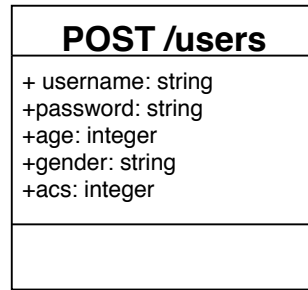 POST /users
+ username: string
+password: string
+age: integer
+gender: string
+acs: integer